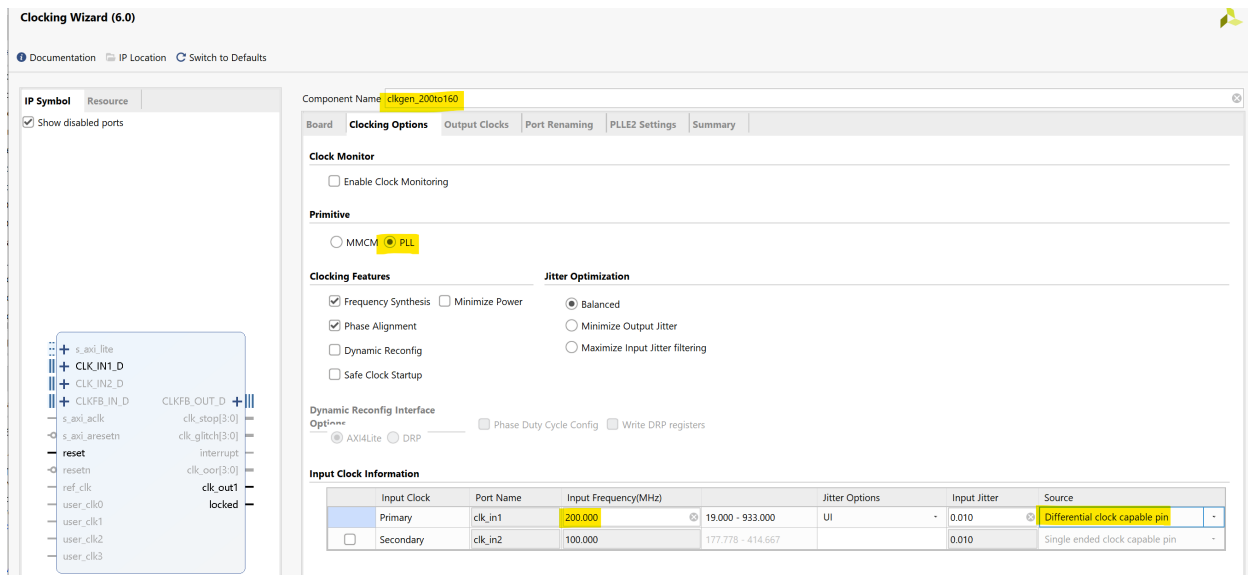 Clocking Wizard (6.0)
Documentation IP Location Switch to Defaults
IP Symbol Resource
Show disabled ports
s_axi_lite
CLK_IN1_D
CLK_IN2_D
CLKFB_IN_D CLKFB_OUT_D
s_axi_aclk clk_stop[3:0]
s_axi_aresetn clk_glitch[3:0]
reset interrupt
resetn clk_oor[3:0]
ref_clk clk_out1
user_clk0 locked
user_clk1
user_clk2
user_clk3
Component Name clkgen_200to160
Board Clocking Options Output Clocks Port Renaming PLLE2 Settings Summary
Clock Monitor
Enable Clock Monitoring
Primitive
MMCM PLL
Clocking Features Jitter Optimization
Frequency Synthesis Minimize Power Balanced
Phase Alignment Minimize Output Jitter
Dynamic Reconfig Maximize Input Jitter filtering
Safe Clock Startup
Dynamic Reconfig Interface
Options Phase Duty Cycle Config Write DRP registers
AXI4Lite DRP
Input Clock Information
Input Clock Port Name Input Frequency(MHz) Jitter Options Input Jitter Source
Primary clk_in1 200.000 19.000 - 933.000 UI 0.010 Differential clock capable pin
Secondary clk_in2 100.000 177.778 - 414.667 0.010 Single ended clock capable pin